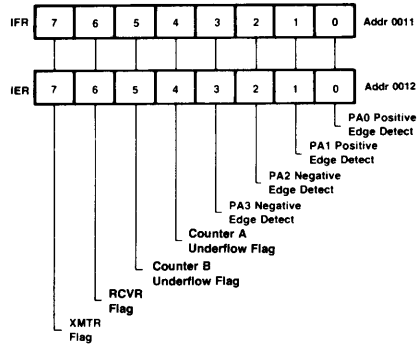 IFR 7 6 5 4 3 2 1 0 Addr 0011
IER 7 6 5 4 3 2 1 0 Addr 0012
PA0 Positive
Edge Detect
PA1 Positive
Edge Detect
PA2 Negative
Edge Detect
PA3 Negative
Edge Detect
Counter A
Underflow Flag
Counter B
Underflow Flag
RCVR
Flag
XMTR
Flag